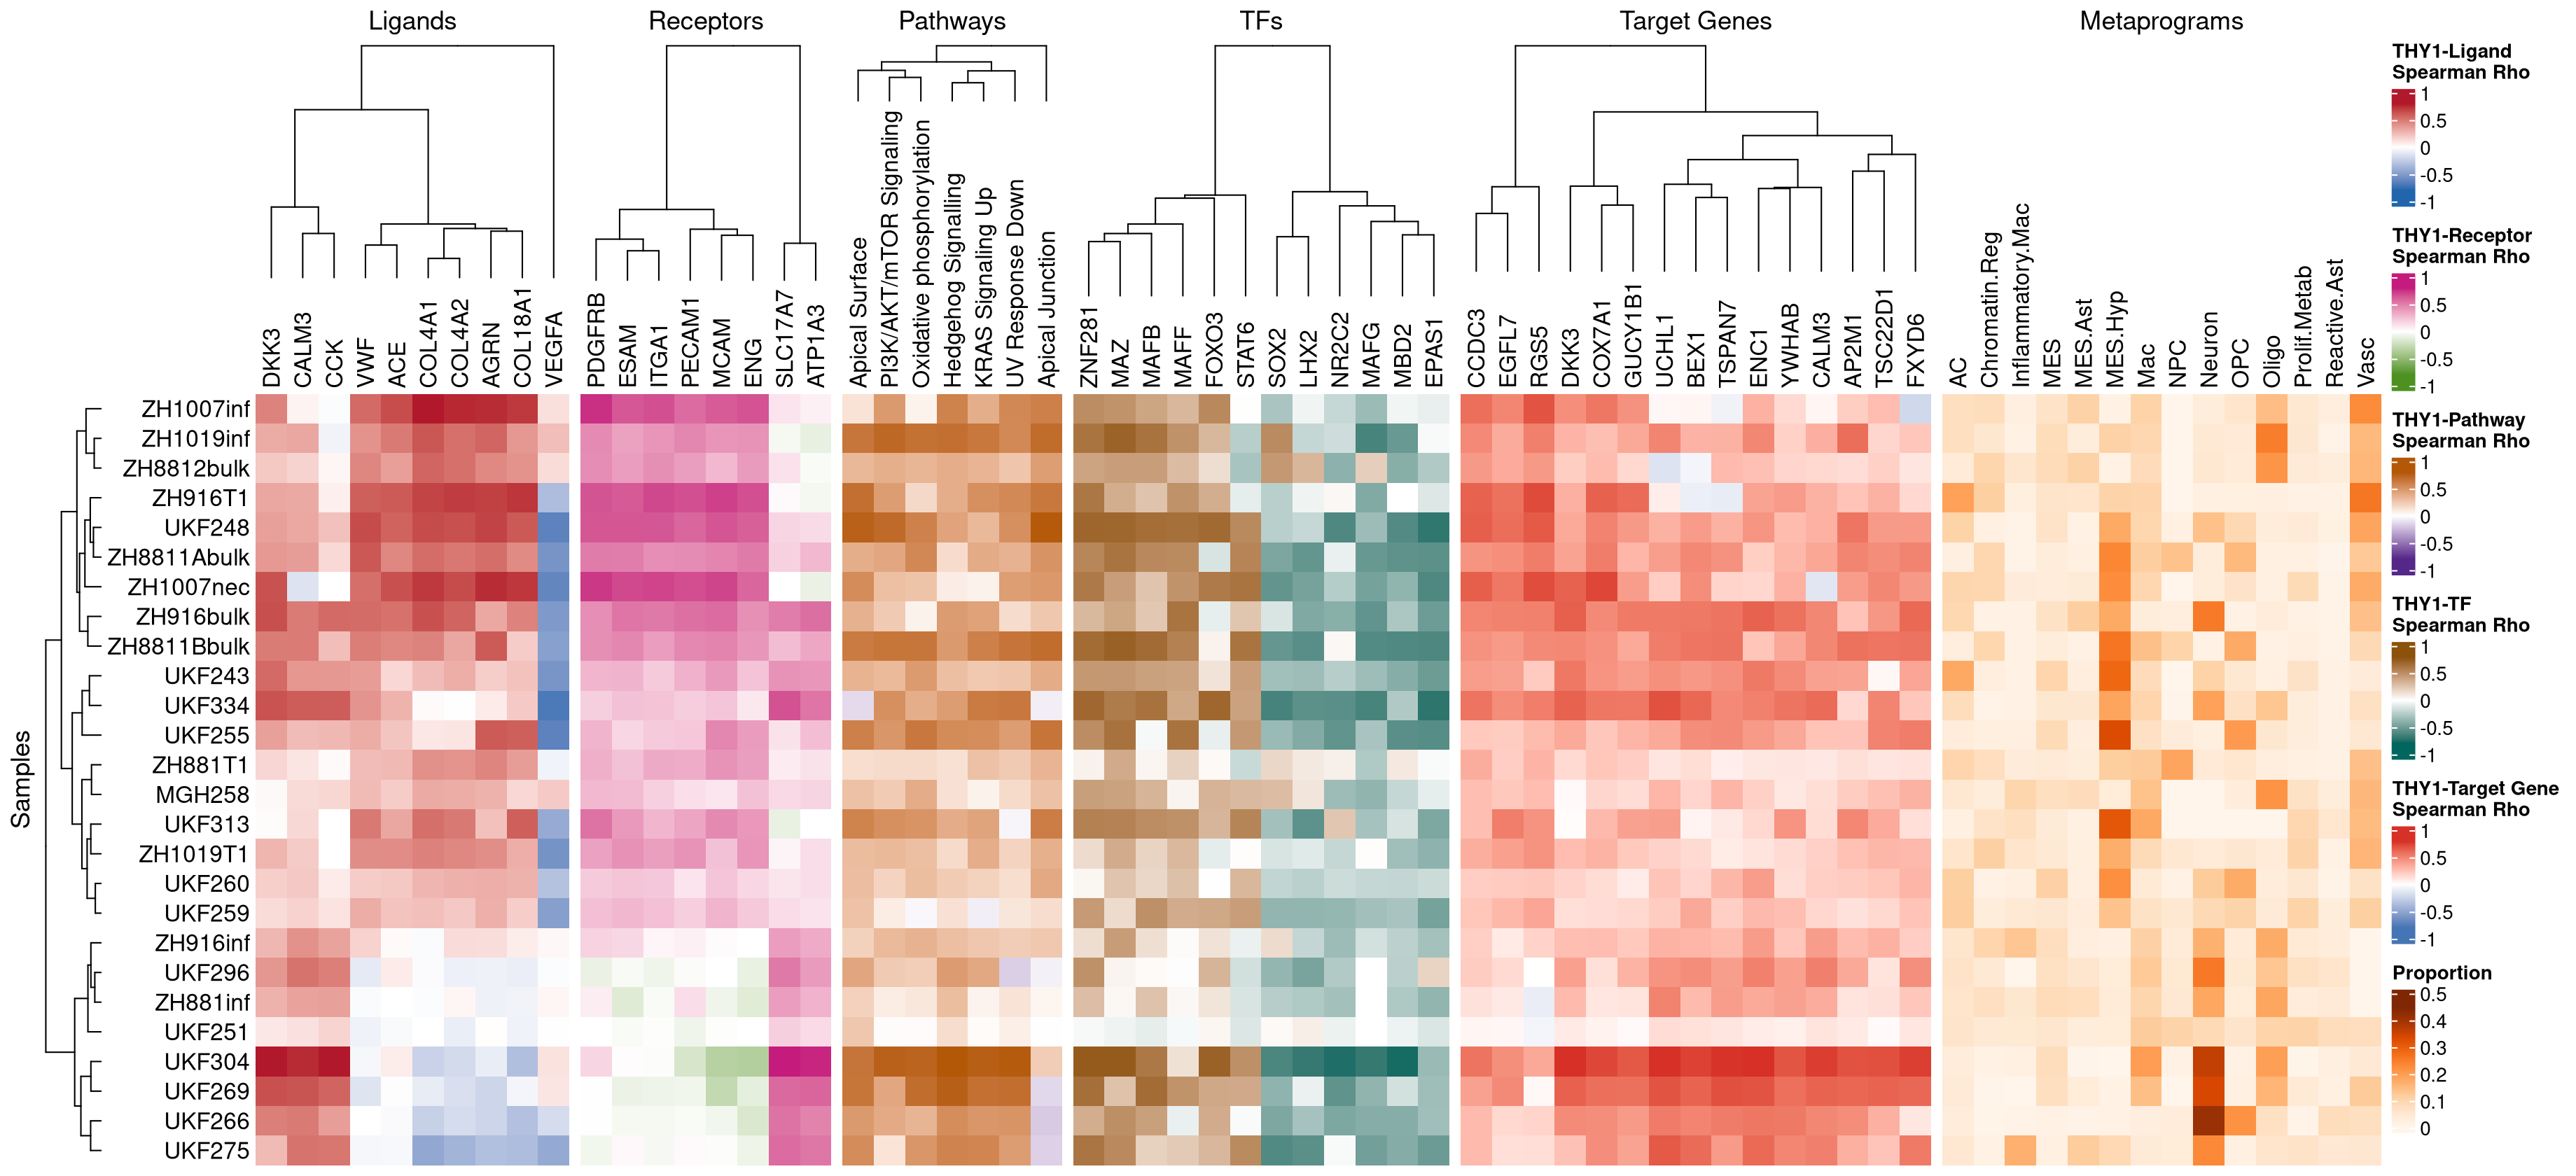 Ligands
Receptors
Pathways
TFs
Target Genes
Metaprograms
DKK3
CALM3
CCK
VWF
ACE
COL4A1
COL4A2
AGRN
COL18A1
VEGFA
PDGFRB
ESAM
ITGA1
PECAM1
MCAM
ENG
SLC17A7
ATP1A3
Apical Surface
PI3K/AKT/mTOR Signaling
Oxidative phosphorylation
Hedgehog Signalling
KRAS Signaling Up
UV Response Down
Apical Junction
ZNF281
MAZ
MAFB
MAFF
FOXO3
STAT6
SOX2
LHX2
NR2C2
MAFG
MBD2
EPAS1
CCDC3
EGFL7
RGS5
DKK3
COX7A1
GUCY1B1
UCHL1
BEX1
TSPAN7
ENC1
YWHAB
CALM3
AP2M1
TSC22D1
FXYD6
AC
Chromatin.Reg
Inflammatory.Mac
MES
MES.Ast
MES.Hyp
Mac
NPC
Neuron
OPC
Oligo
Prolif.Metab
Reactive.Ast
Vasc
Samples
ZH1007inf
ZH1019inf
ZH8812bulk
ZH916T1
UKF248
ZH8811Abulk
ZH1007nec
ZH916bulk
ZH8811Bbulk
UKF243
UKF334
UKF255
ZH881T1
MGH258
UKF313
ZH1019T1
UKF260
UKF259
ZH916inf
UKF296
ZH881inf
UKF251
UKF304
UKF269
UKF266
UKF275
THY1-Ligand
Spearman Rho
1
0.5
0
-0.5
-1
THY1-Receptor
Spearman Rho
1
0.5
0
-0.5
-1
THY1-Pathway
Spearman Rho
1
0.5
0
-0.5
-1
THY1-TF
Spearman Rho
1
0.5
0
-0.5
-1
THY1-Target Gene
Spearman Rho
1
0.5
0
-0.5
-1
Proportion
0.5
0.4
0.3
0.2
0.1
0